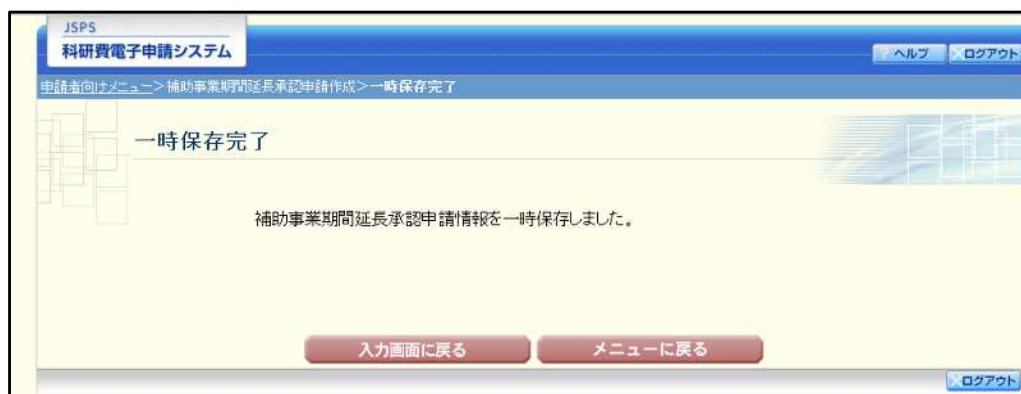 JSPS
科研費電子申請システム
ヘルプ
ログアウト
申請者向けメニュー>補助事業期間延長承認申請作成>一時保存完了
一時保存完了
補助事業期間延長承認申請情報を一時保存しました。
入力画面に戻る
メニューに戻る
ログアウト